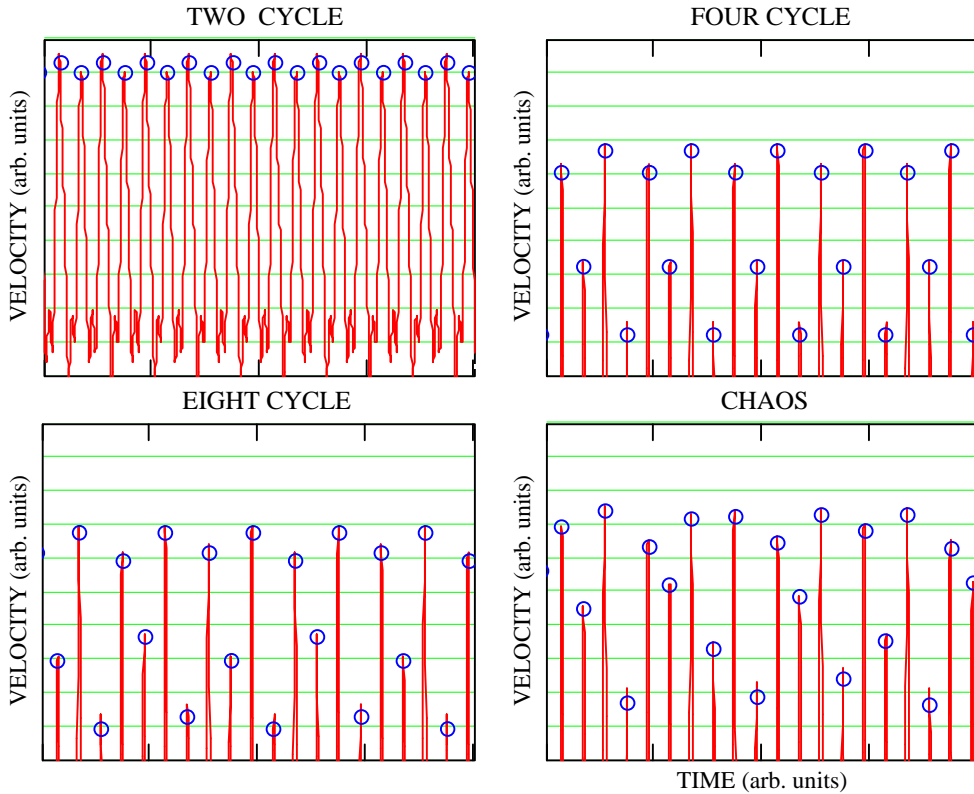 TWO CYCLE
FOUR CYCLE
VELOCITY (arb. units)
VELOCITY (arb. units)
EIGHT CYCLE
CHAOS
VELOCITY (arb. units)
VELOCITY (arb. units)
TIME (arb. units)